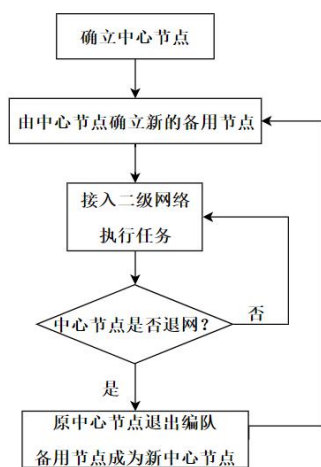 确立中心节点
由中心节点确立新的备用节点
接入二级网络
执行任务
中心节点是否退网？
否
是
原中心节点退出编队
备用节点成为新中心节点